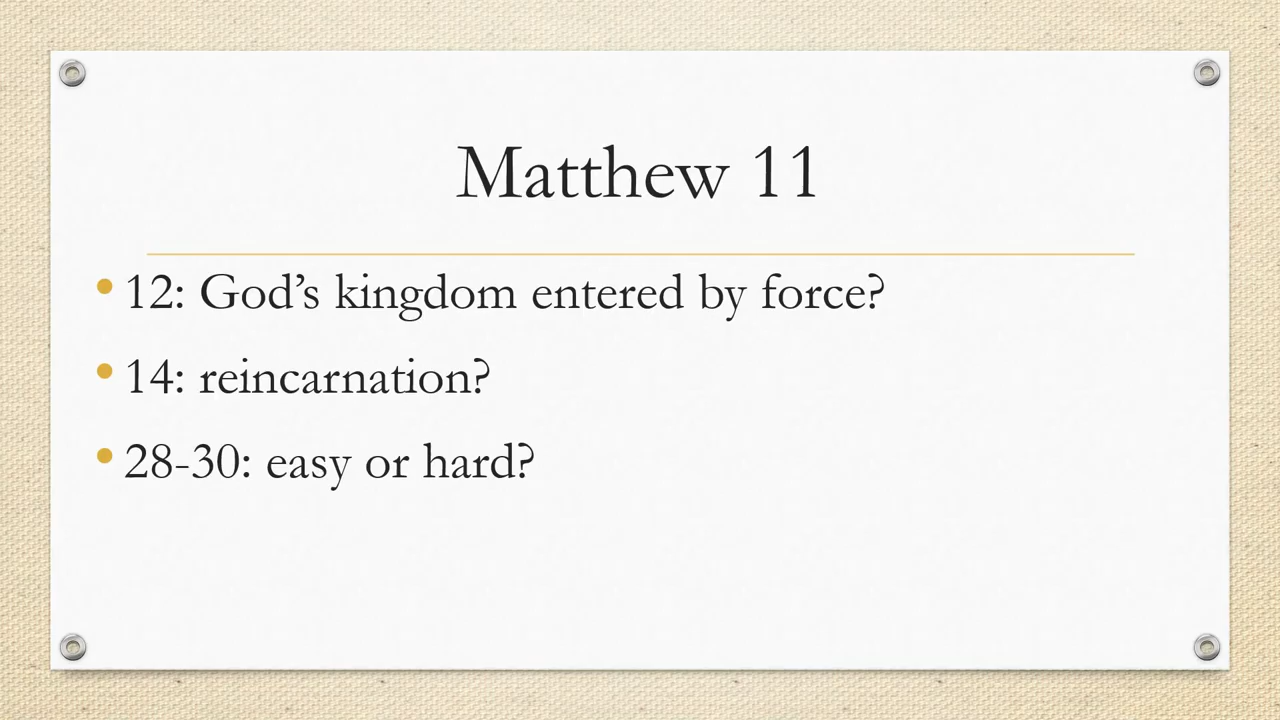 Matthew 11
• 12: God’s kingdom entered by force?
• 14: reincarnation?
• 28-30: easy or hard?